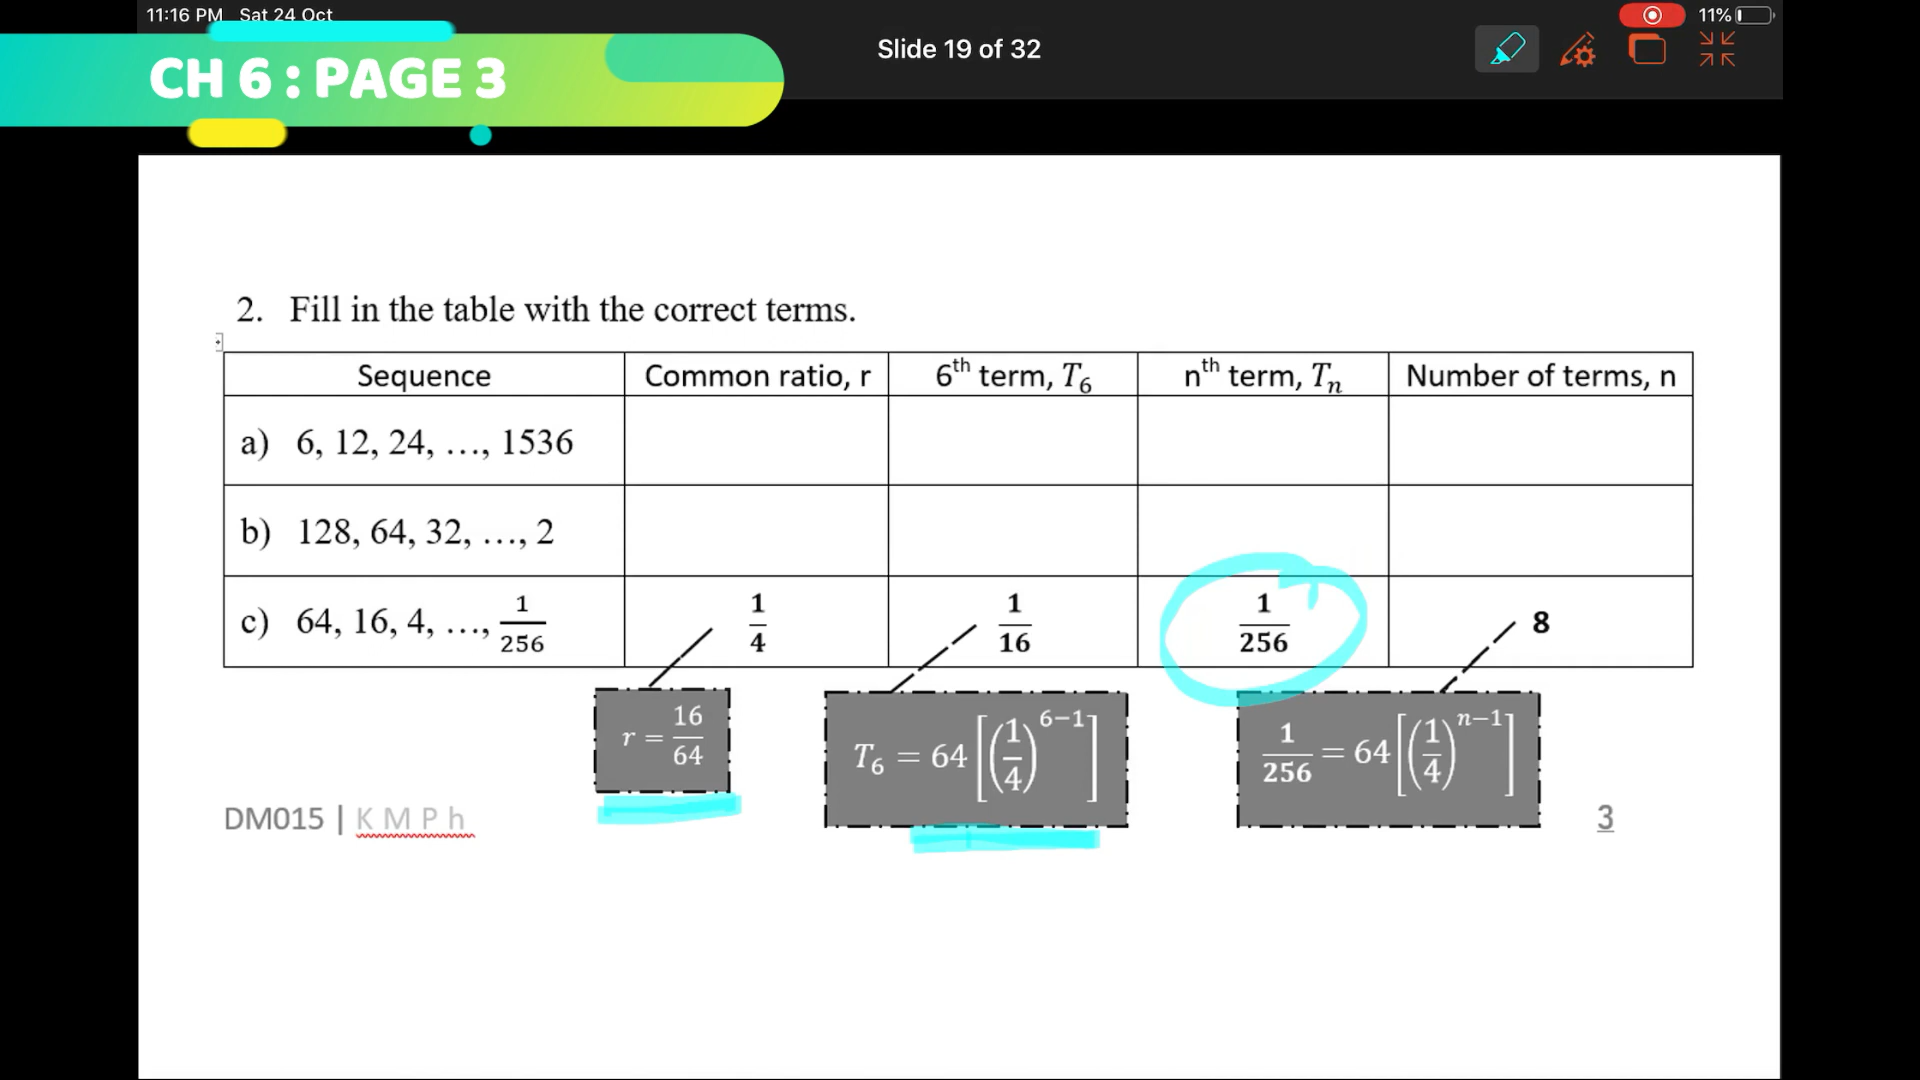 11:16 PM Sat 24 Oct
11%
Slide 19 of 32
CH 6 : PAGE 3
2. Fill in the table with the correct terms.
Sequence Common ratio, r 6th term, T₆ nth term, Tₙ Number of terms, n
a) 6, 12, 24, …, 1536
b) 128, 64, 32, …, 2
c) 64, 16, 4, …, 1/256 1/4 1/16 1/256 8
r = 16/64
T₆ = 64[(1/4)^(6−1)]
1/256 = 64[(1/4)^(n−1)]
DM015 | K M P h
3